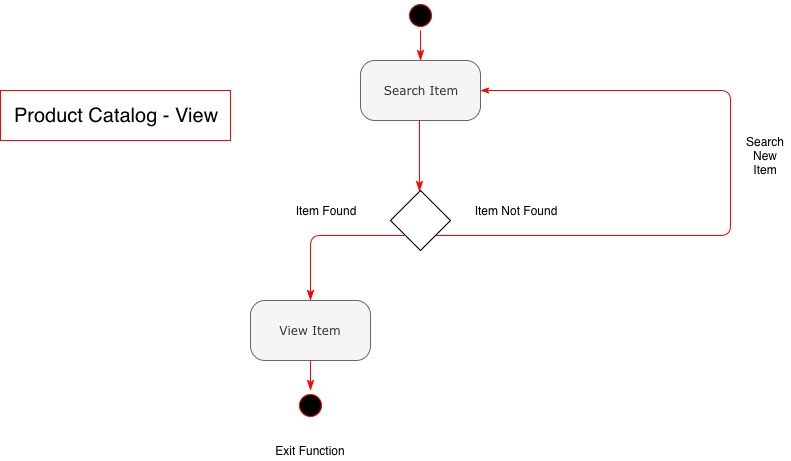 Search Item
Product Catalog - View
Search
New
Item
Item Found
Item Not Found
View Item
Exit Function